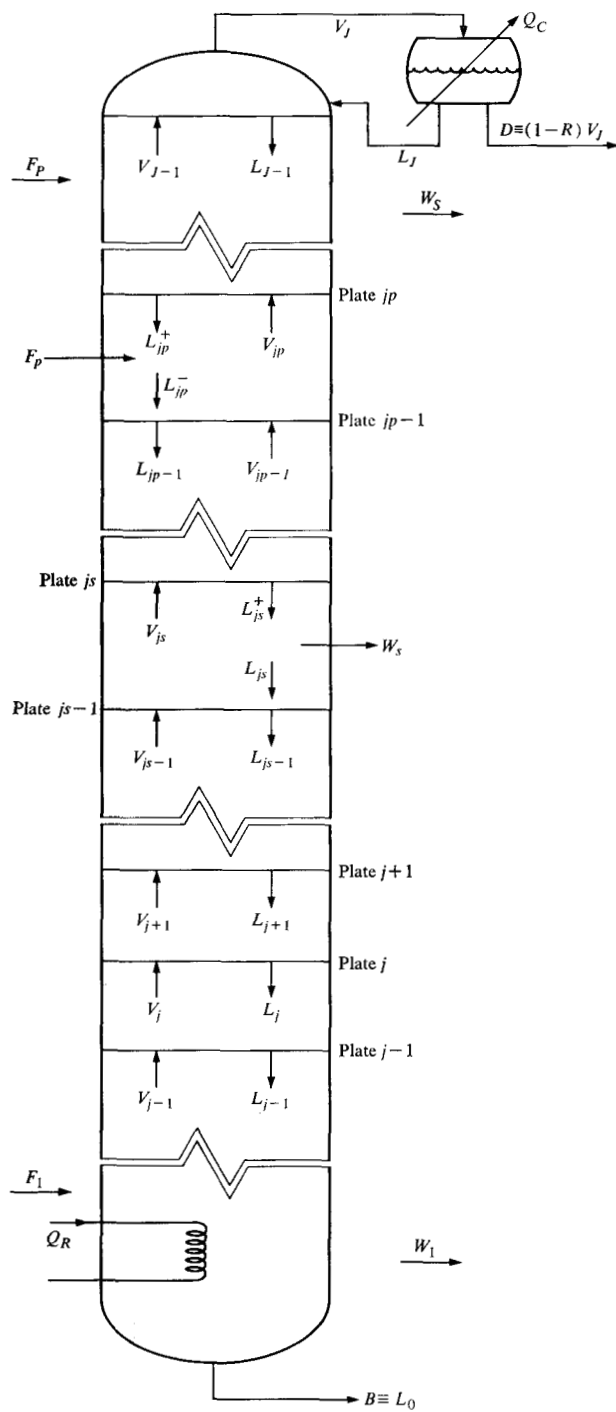 V_J
Q_C
D≡(1−R) V_J
L_J
V_{J−1}
L_{J−1}
F_P
W_S
Plate jp
L_{jp}^+
V_{jp}
F_p
L_{jp}^−
Plate jp−1
L_{jp−1}
V_{jp−1}
Plate js
L_{js}^+
V_{js}
W_s
L_{js}
Plate js−1
V_{js−1}
L_{js−1}
Plate j+1
V_{j+1}
L_{j+1}
Plate j
V_j
L_j
Plate j−1
V_{j−1}
L_{j−1}
F_1
Q_R
W_1
B≡L_0